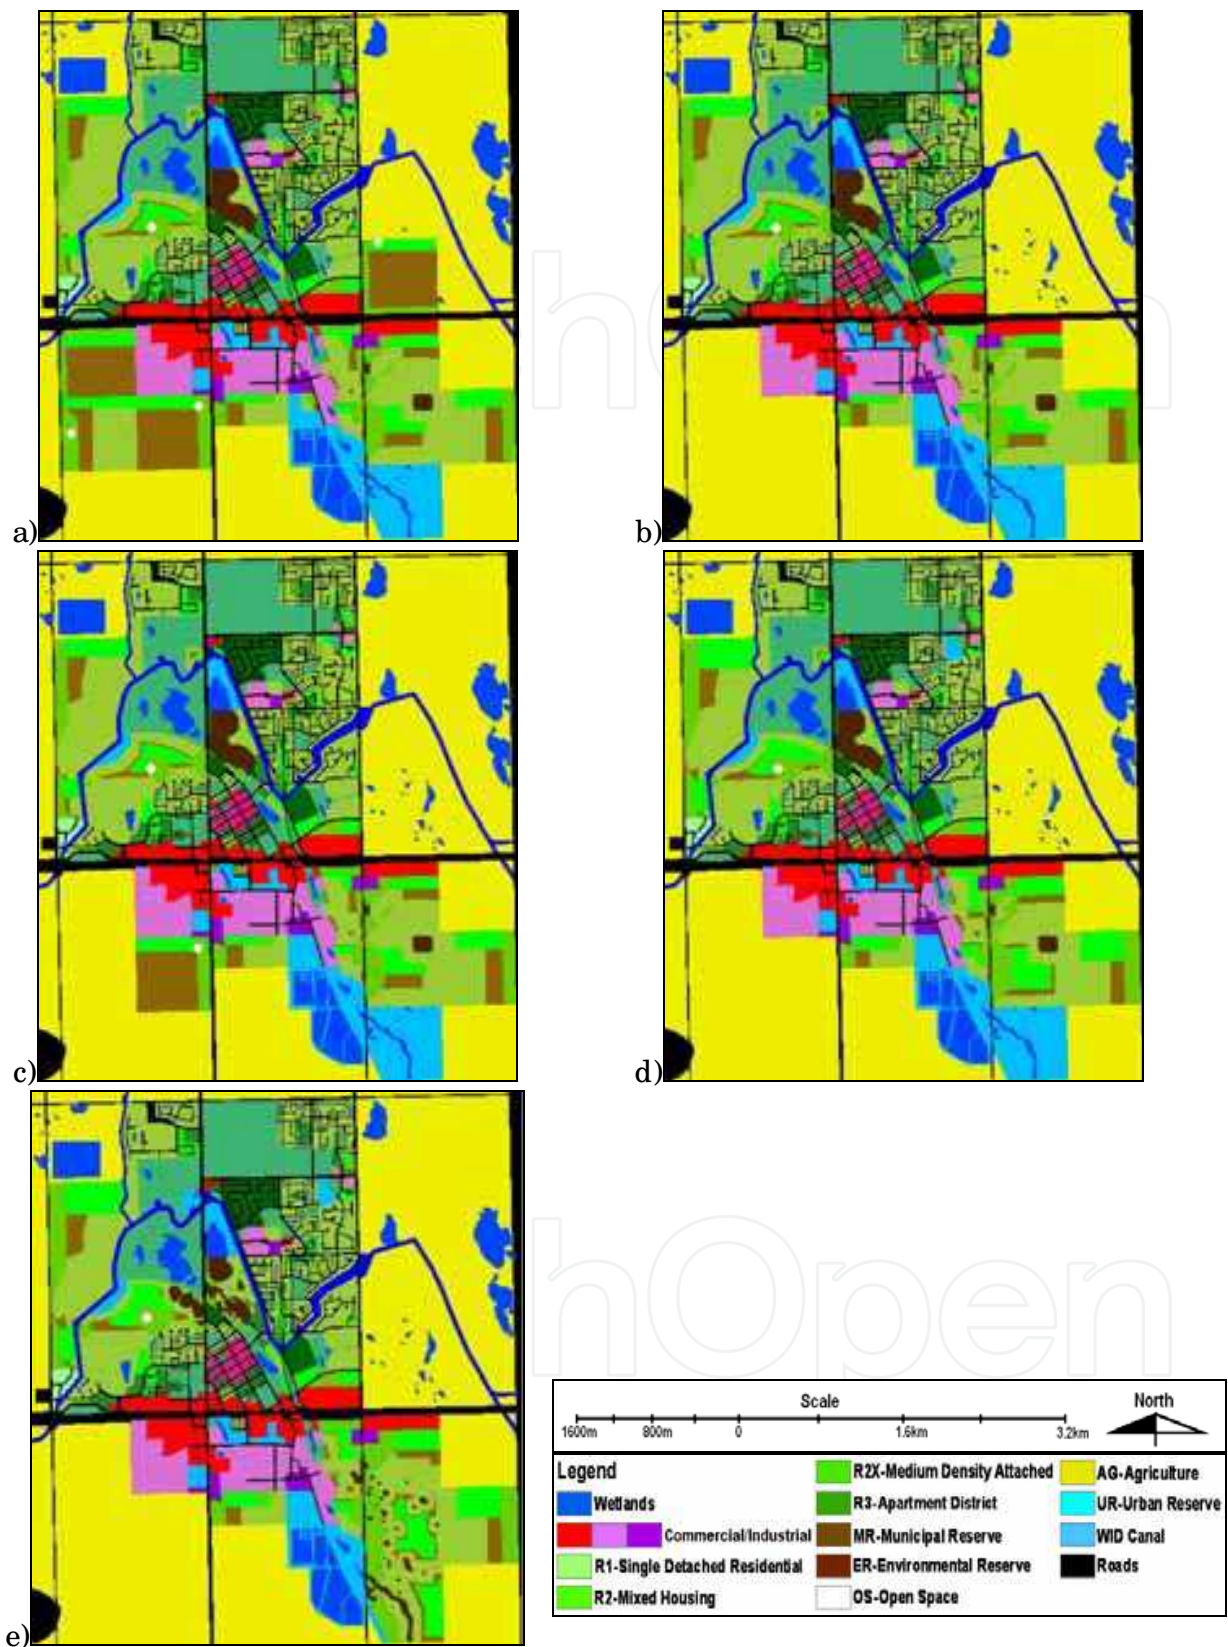 a)
b)
c)
d)
e)
hOpen
Scale
North
1600m 800m 0 1.6km 3.2km
Legend
Wetlands
Commercial/Industrial
R1-Single Detached Residential
R2-Mixed Housing
R2X-Medium Density Attached
R3-Apartment District
MR-Municipal Reserve
ER-Environmental Reserve
OS-Open Space
AG-Agriculture
UR-Urban Reserve
WID Canal
Roads